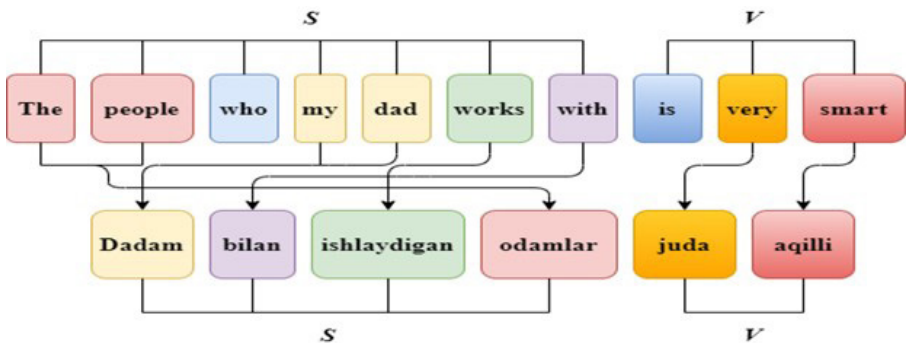 S V
The people who my dad works with is very smart
Dadam bilan ishlaydigan odamlar juda aqilli
S V